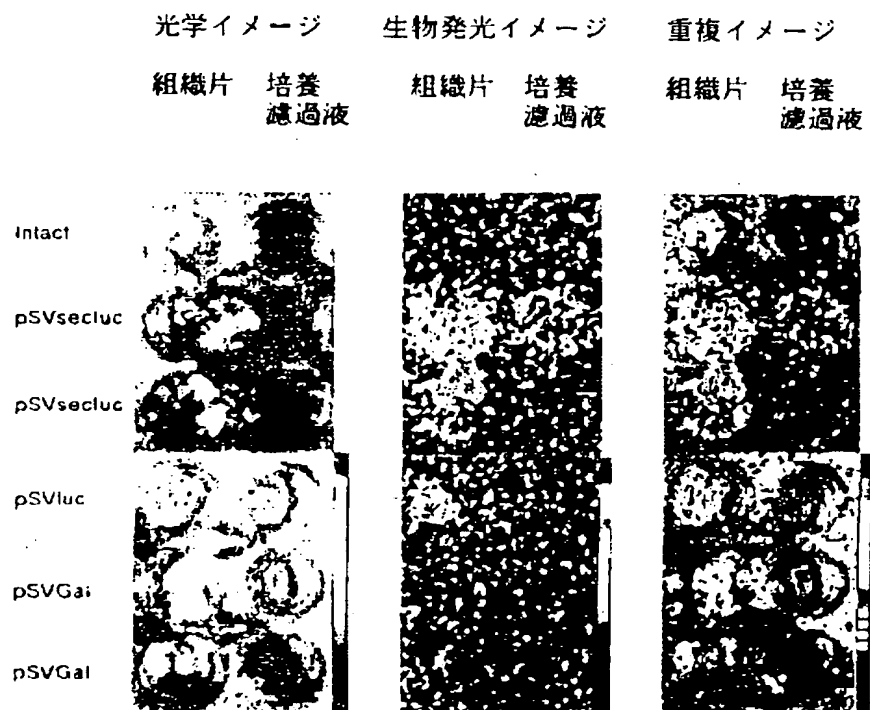 光学イメージ 生物発光イメージ 重複イメージ
組織片 培養濾過液 組織片 培養濾過液 組織片 培養濾過液
Intact
pSVsecluc
pSVsecluc
pSVluc
pSVGal
pSVGal